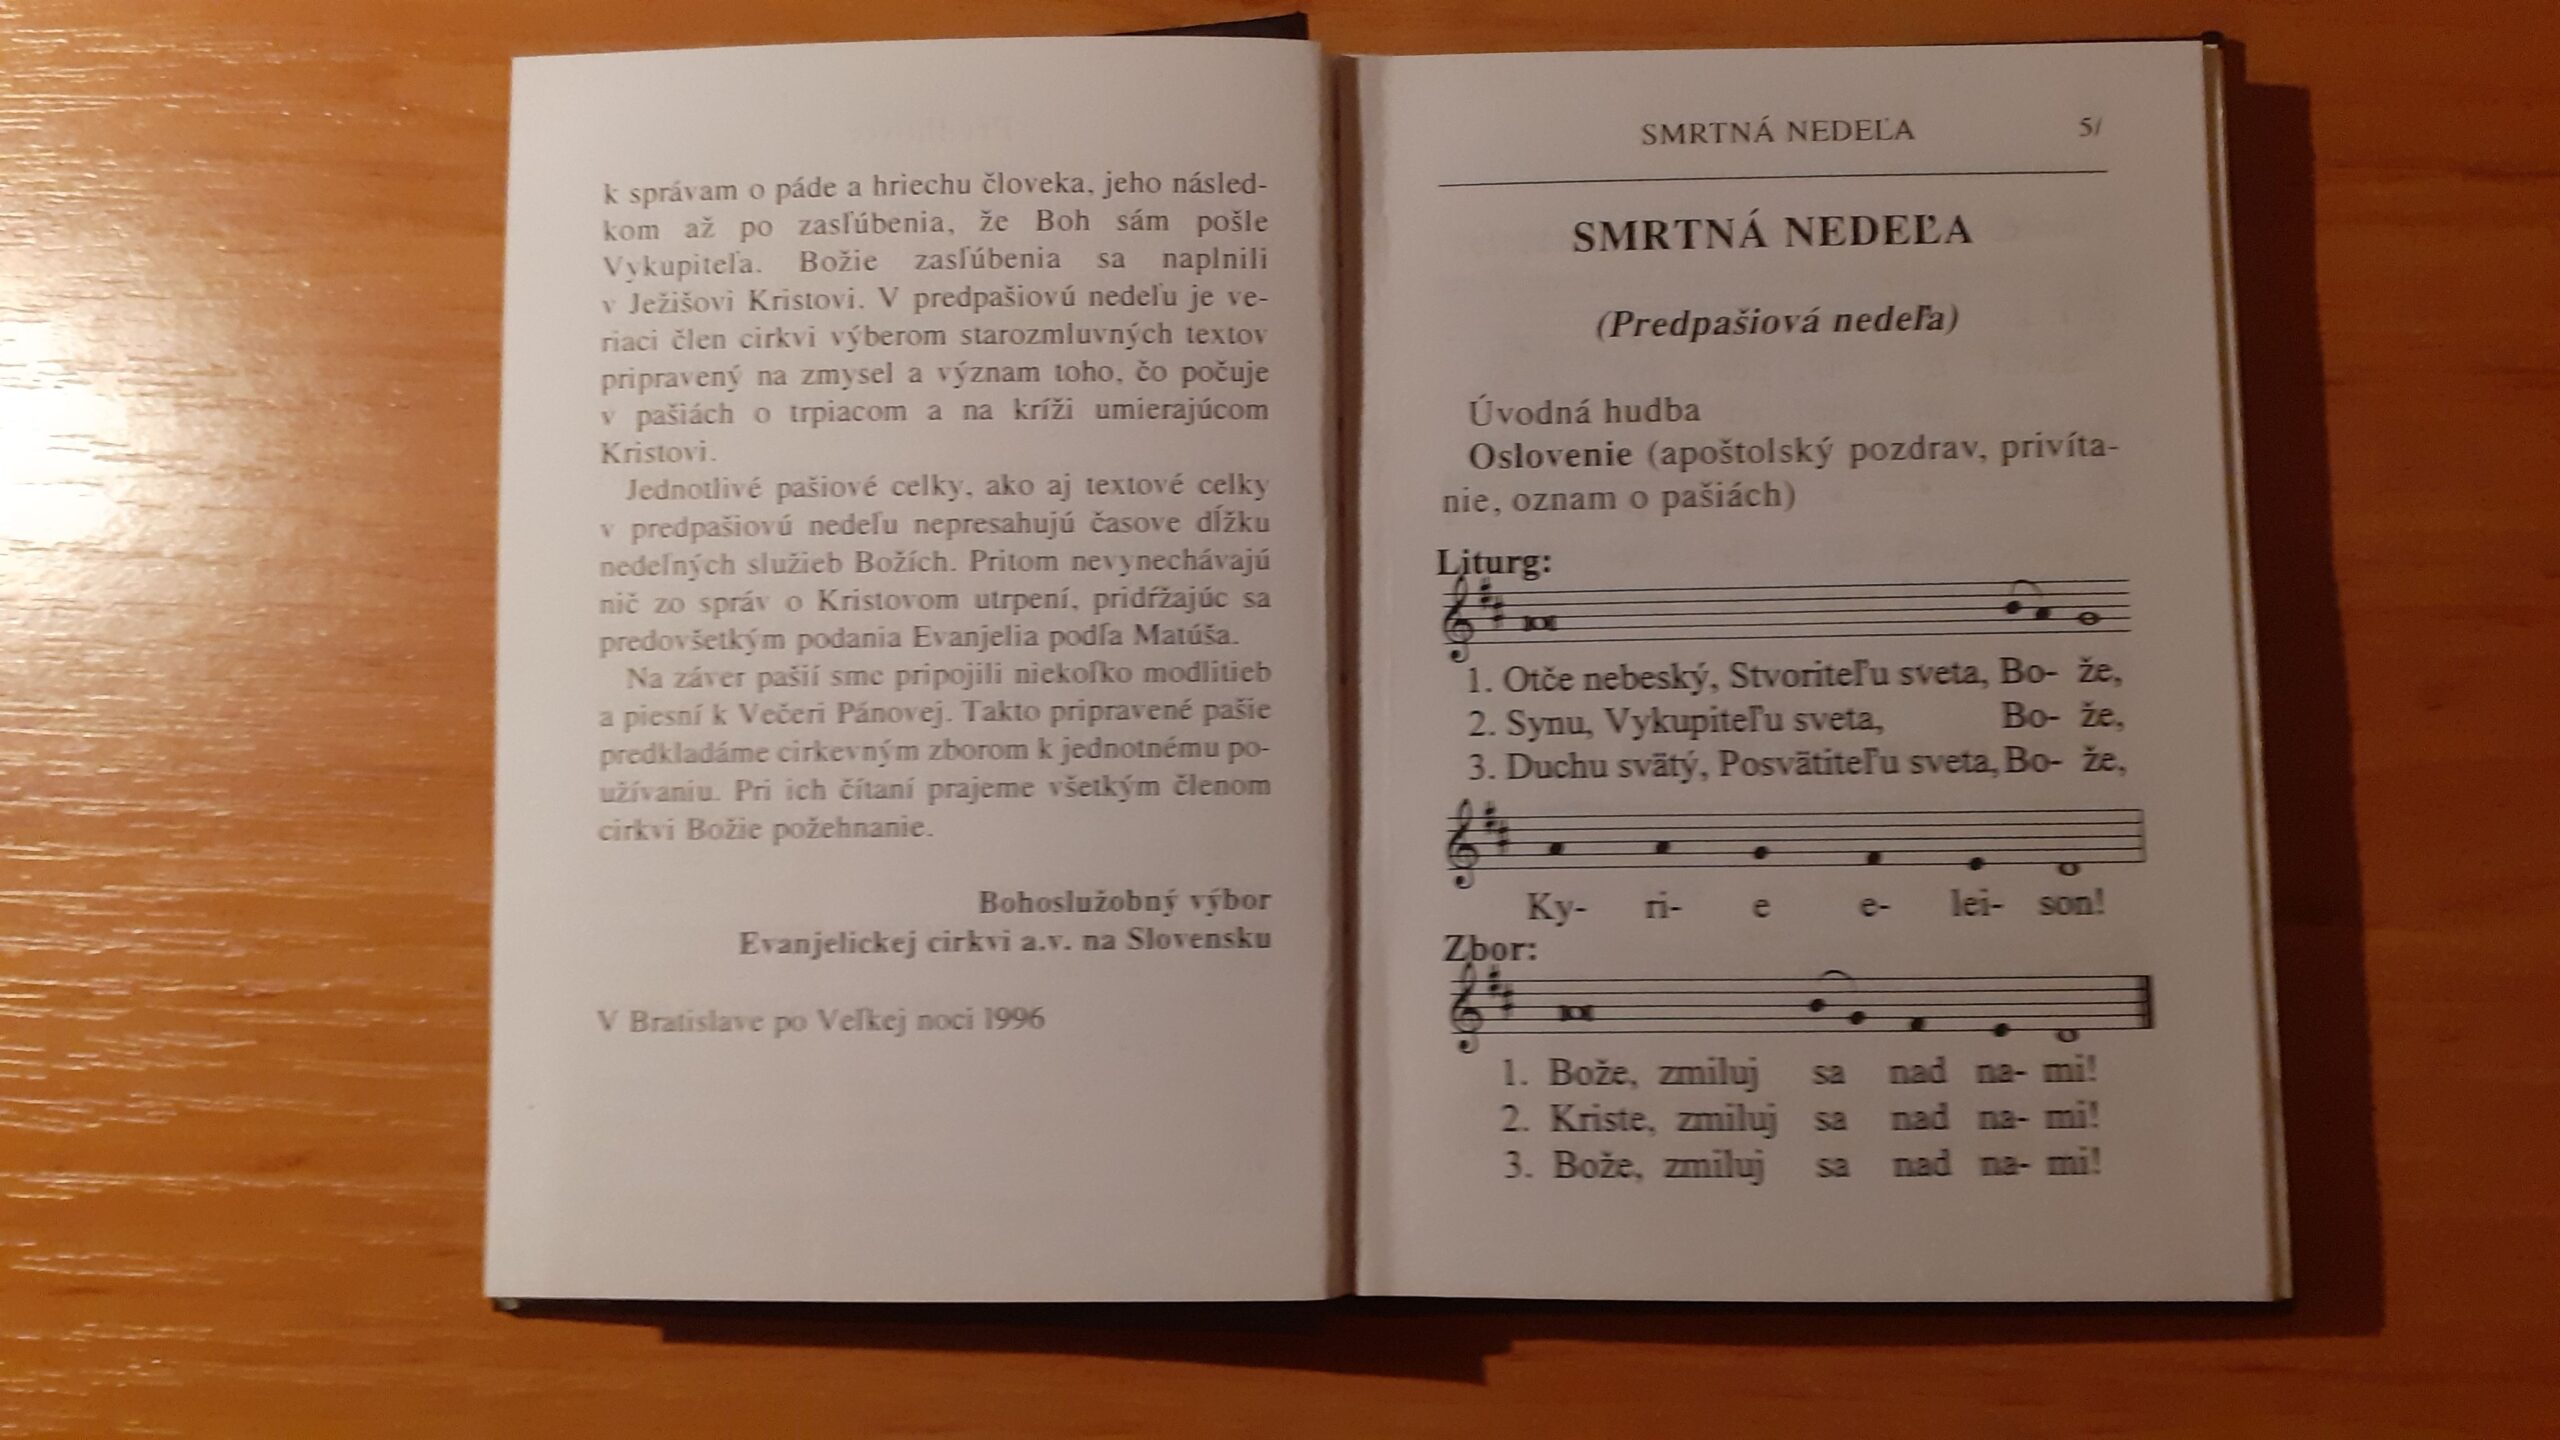 k správam o páde a hriechu človeka, jeho násled-
kom až po zasľúbenia, že Boh sám pošle
Vykupiteľa. Božie zasľúbenia sa naplnili
v Ježišovi Kristovi. V predpašiovú nedeľu je ve-
riaci člen cirkvi výberom starozmluvných textov
pripravený na zmysel a význam toho, čo počuje
v pašiách o trpiacom a na kríži umierajúcom
Kristovi.
Jednotlivé pašiové celky, ako aj textové celky
v predpašiovú nedeľu nepresahujú časove dĺžku
nedeľných služieb Božích. Pritom nevynechávajú
nič zo správ o Kristovom utrpení, pridŕžajúc sa
predovšetkým podania Evanjelia podľa Matúša.
Na záver pašií sme pripojili niekoľko modlitieb
a piesní k Večeri Pánovej. Takto pripravené pašie
predkladáme cirkevným zborom k jednotnému po-
užívaniu. Pri ich čítaní prajeme všetkým členom
cirkvi Božie požehnanie.
Bohoslužobný výbor
Evanjelickej cirkvi a.v. na Slovensku
V Bratislave po Veľkej noci 1996
SMRTNÁ NEDEĽA 5/
SMRTNÁ NEDEĽA
(Predpašiová nedeľa)
Úvodná hudba
Oslovenie (apoštolský pozdrav, privíta-
nie, oznam o pašiách)
Liturg:
1. Otče nebeský, Stvoriteľu sveta, Bo- že,
2. Synu, Vykupiteľu sveta, Bo- že,
3. Duchu svätý, Posvätiteľu sveta, Bo- že,
Ky- ri- e e- lei- son!
Zbor:
1. Bože, zmiluj sa nad na- mi!
2. Kriste, zmiluj sa nad na- mi!
3. Bože, zmiluj sa nad na- mi!